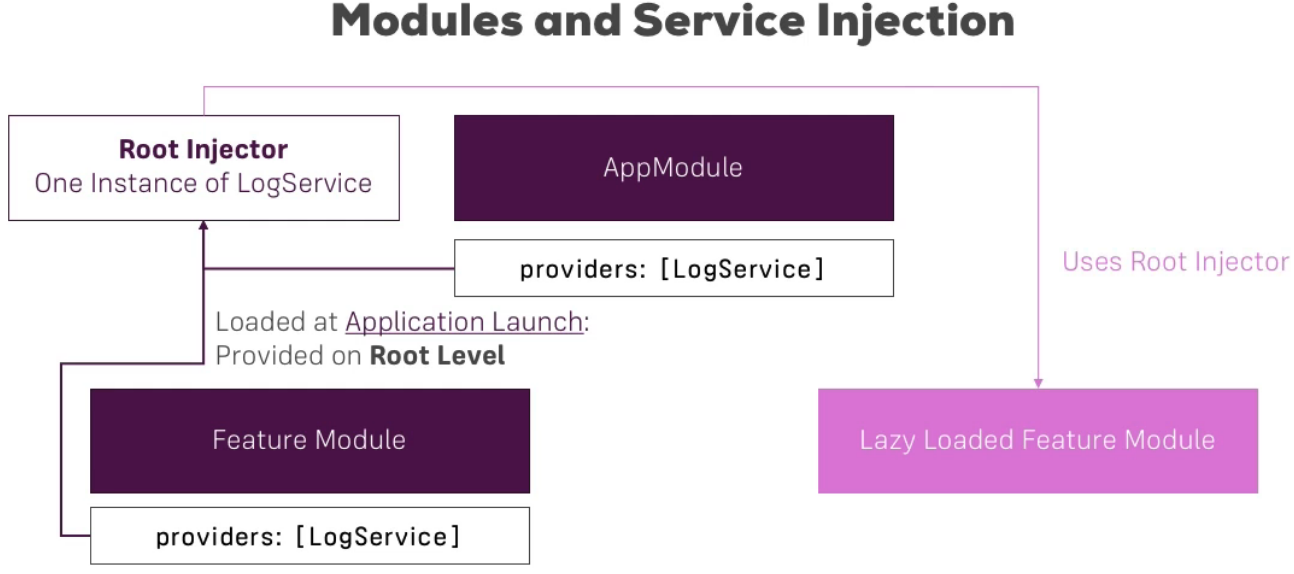 Modules and Service Injection
Root Injector
One Instance of LogService
AppModule
providers: [LogService]
Uses Root Injector
Loaded at Application Launch:
Provided on Root Level
Feature Module
Lazy Loaded Feature Module
providers: [LogService]